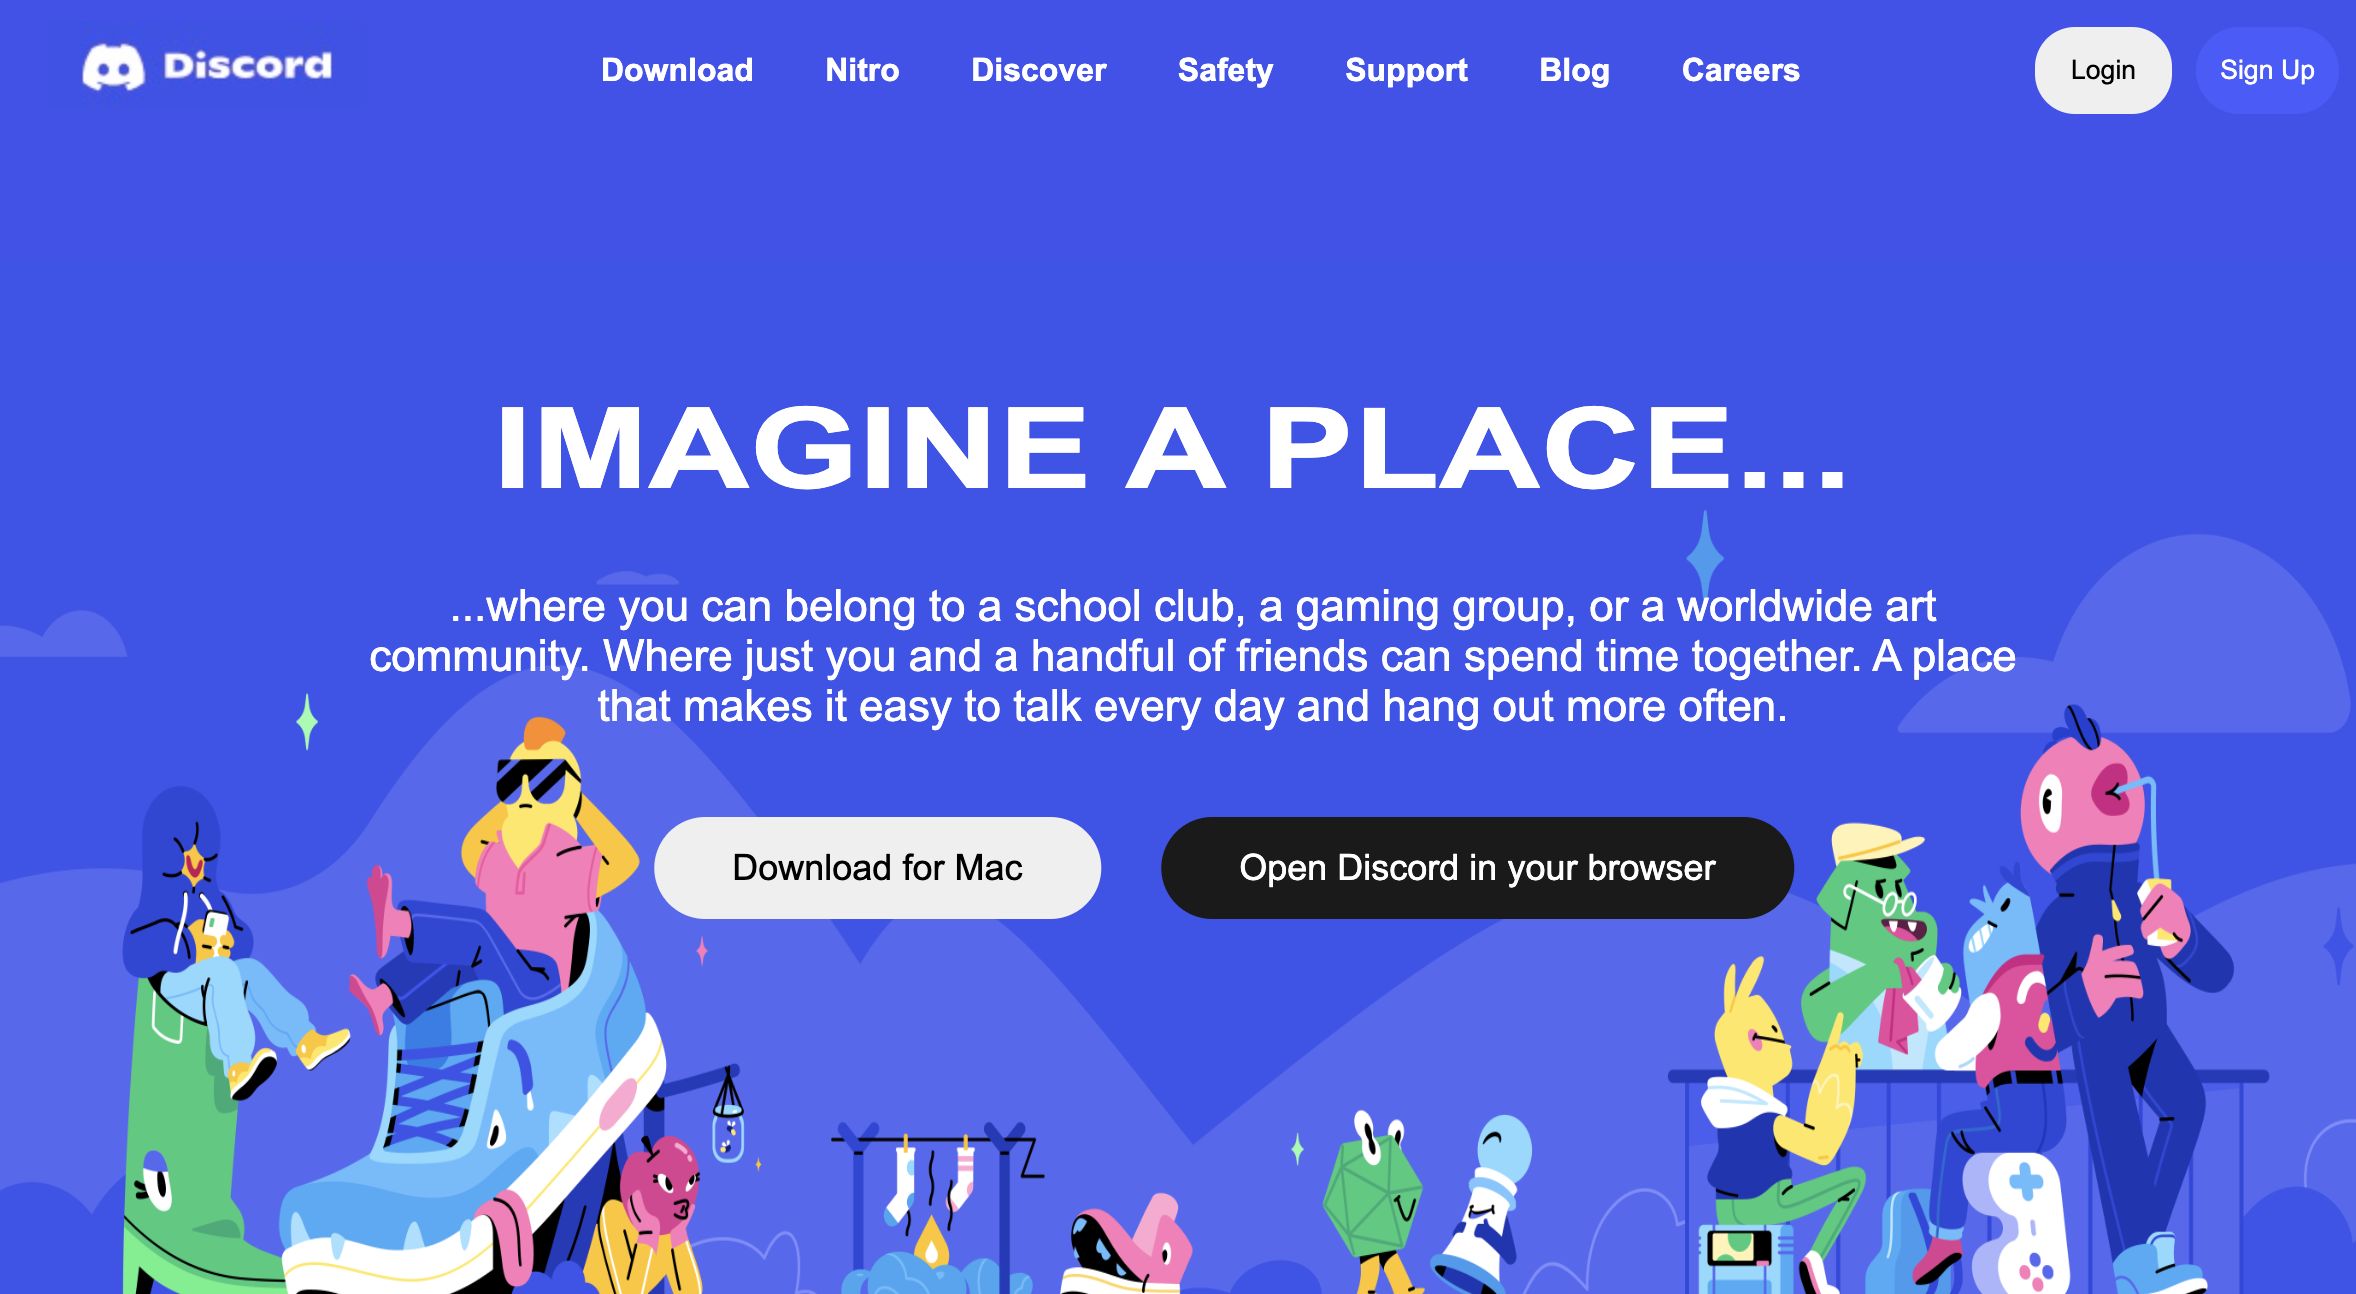 Discord
Download Nitro Discover Safety Support Blog Careers
Login Sign Up
IMAGINE A PLACE...
...where you can belong to a school club, a gaming group, or a worldwide art
community. Where just you and a handful of friends can spend time together. A place
that makes it easy to talk every day and hang out more often.
Download for Mac
Open Discord in your browser